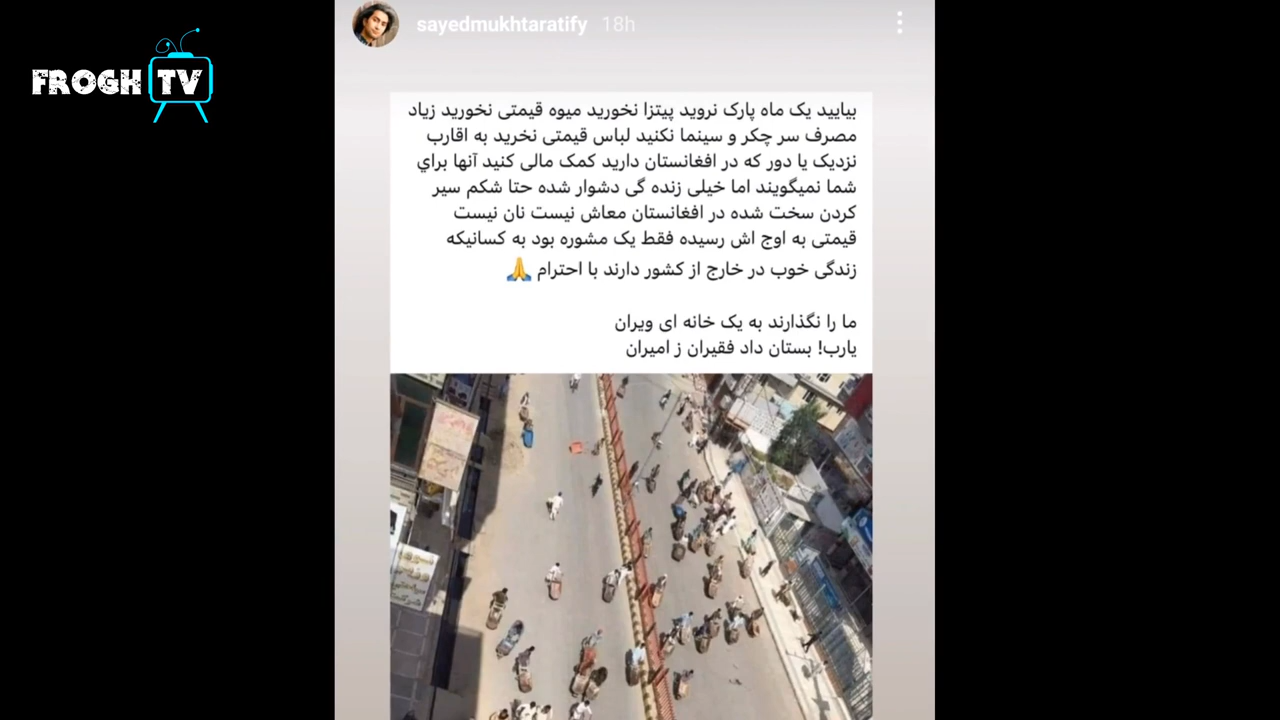 FROGH TV
sayedmukhtaratify 18h
بیایید یک ماه پارک نروید پیتزا نخورید میوه قیمتی نخورید زیاد
مصرف سر چکر و سینما نکنید لباس قیمتی نخرید به اقارب
نزدیک یا دور که در افغانستان دارید کمک مالی کنید آنها براي
شما نمیگویند اما خیلی زنده گی دشوار شده حتا شکم سیر
کردن سخت شده در افغانستان معاش نیست نان نیست
قیمتی به اوج اش رسیده فقط یک مشوره بود به کسانیکه
زندگی خوب در خارج از کشور دارند با احترام 🙏
ما را نگذارند به یک خانه ای ویران
یارب! بستان داد فقیران ز امیران